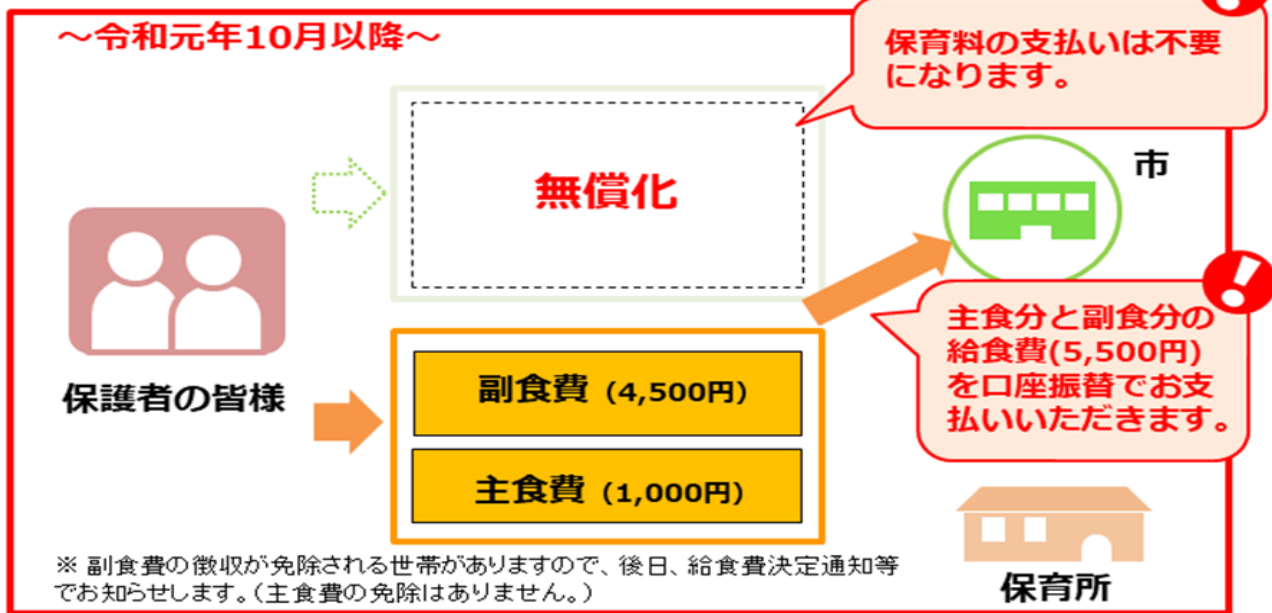 ～令和元年10月以降～
保育料の支払いは不要
になります。
無償化
市
保護者の皆様
副食費 (4,500円)
主食費 (1,000円)
主食分と副食分の
給食費(5,500円)
を口座振替でお支
払いいただきます。
※ 副食費の徴収が免除される世帯がありますので、後日、給食費決定通知等
でお知らせします。(主食費の免除はありません。)
保育所